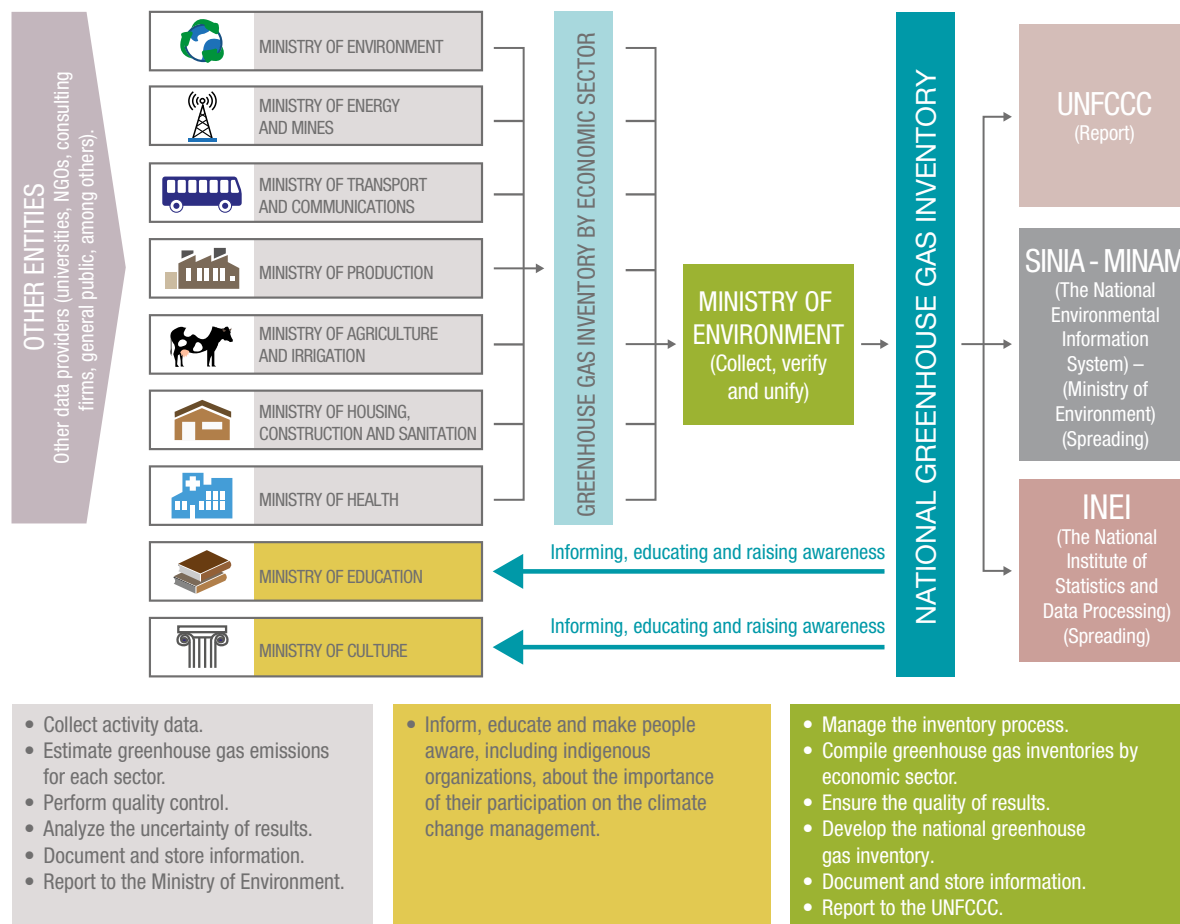 OTHER ENTITIES
Other data providers (universities, NGOs, consulting
firms, general public, among others).
MINISTRY OF ENVIRONMENT
MINISTRY OF ENERGY
AND MINES
MINISTRY OF TRANSPORT
AND COMMUNICATIONS
MINISTRY OF PRODUCTION
MINISTRY OF AGRICULTURE
AND IRRIGATION
MINISTRY OF HOUSING,
CONSTRUCTION AND SANITATION
MINISTRY OF HEALTH
MINISTRY OF EDUCATION
MINISTRY OF CULTURE
GREENHOUSE GAS INVENTORY BY ECONOMIC SECTOR
MINISTRY OF
ENVIRONMENT
(Collect, verify
and unify)
Informing, educating and raising awareness
Informing, educating and raising awareness
NATIONAL GREENHOUSE GAS INVENTORY
UNFCCC
(Report)
SINIA - MINAM
(The National
Environmental
Information
System) –
(Ministry of
Environment)
(Spreading)
INEI
(The National
Institute of
Statistics and
Data Processing)
(Spreading)
• Collect activity data.
• Estimate greenhouse gas emissions
for each sector.
• Perform quality control.
• Analyze the uncertainty of results.
• Document and store information.
• Report to the Ministry of Environment.
• Inform, educate and make people
aware, including indigenous
organizations, about the importance
of their participation on the climate
change management.
• Manage the inventory process.
• Compile greenhouse gas inventories by
economic sector.
• Ensure the quality of results.
• Develop the national greenhouse
gas inventory.
• Document and store information.
• Report to the UNFCCC.